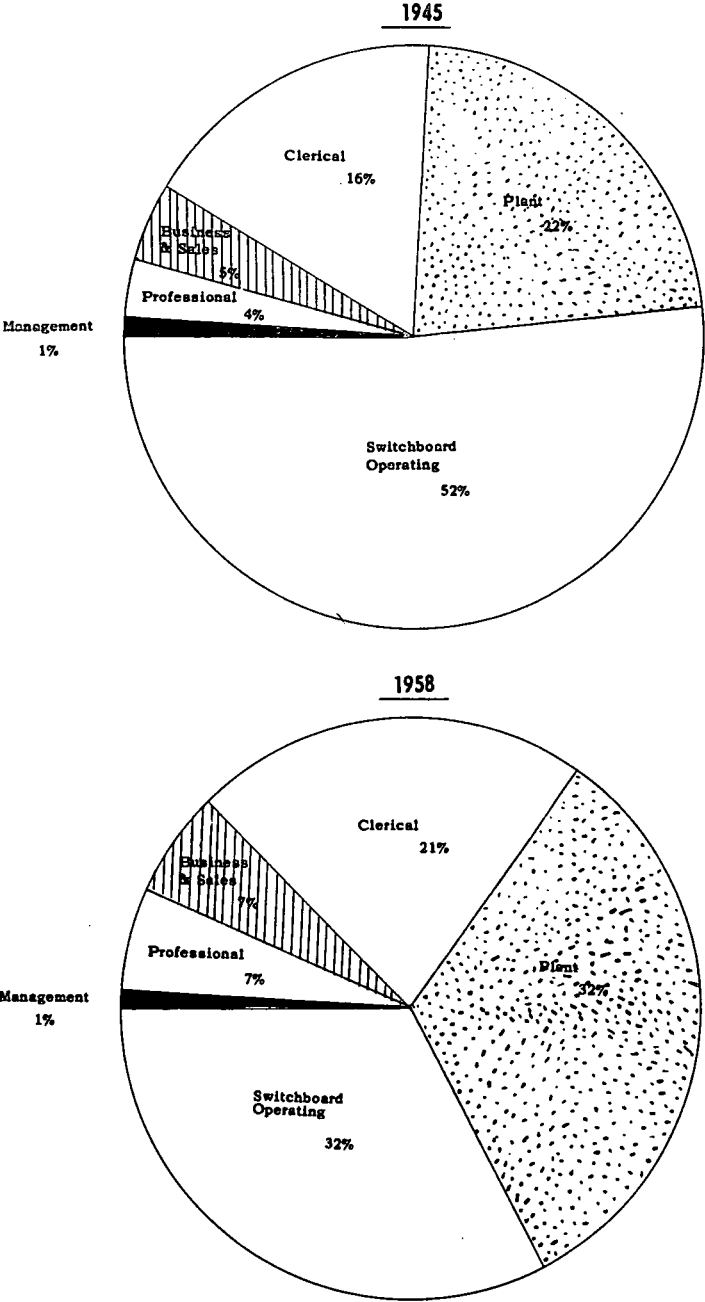 1945
Clerical
16%
Plant
22%
Business
& Sales
5%
Professional
4%
Management
1%
Switchboard
Operating
52%
1958
Clerical
21%
Business
& Sales
7%
Plant
32%
Professional
7%
Management
1%
Switchboard
Operating
32%